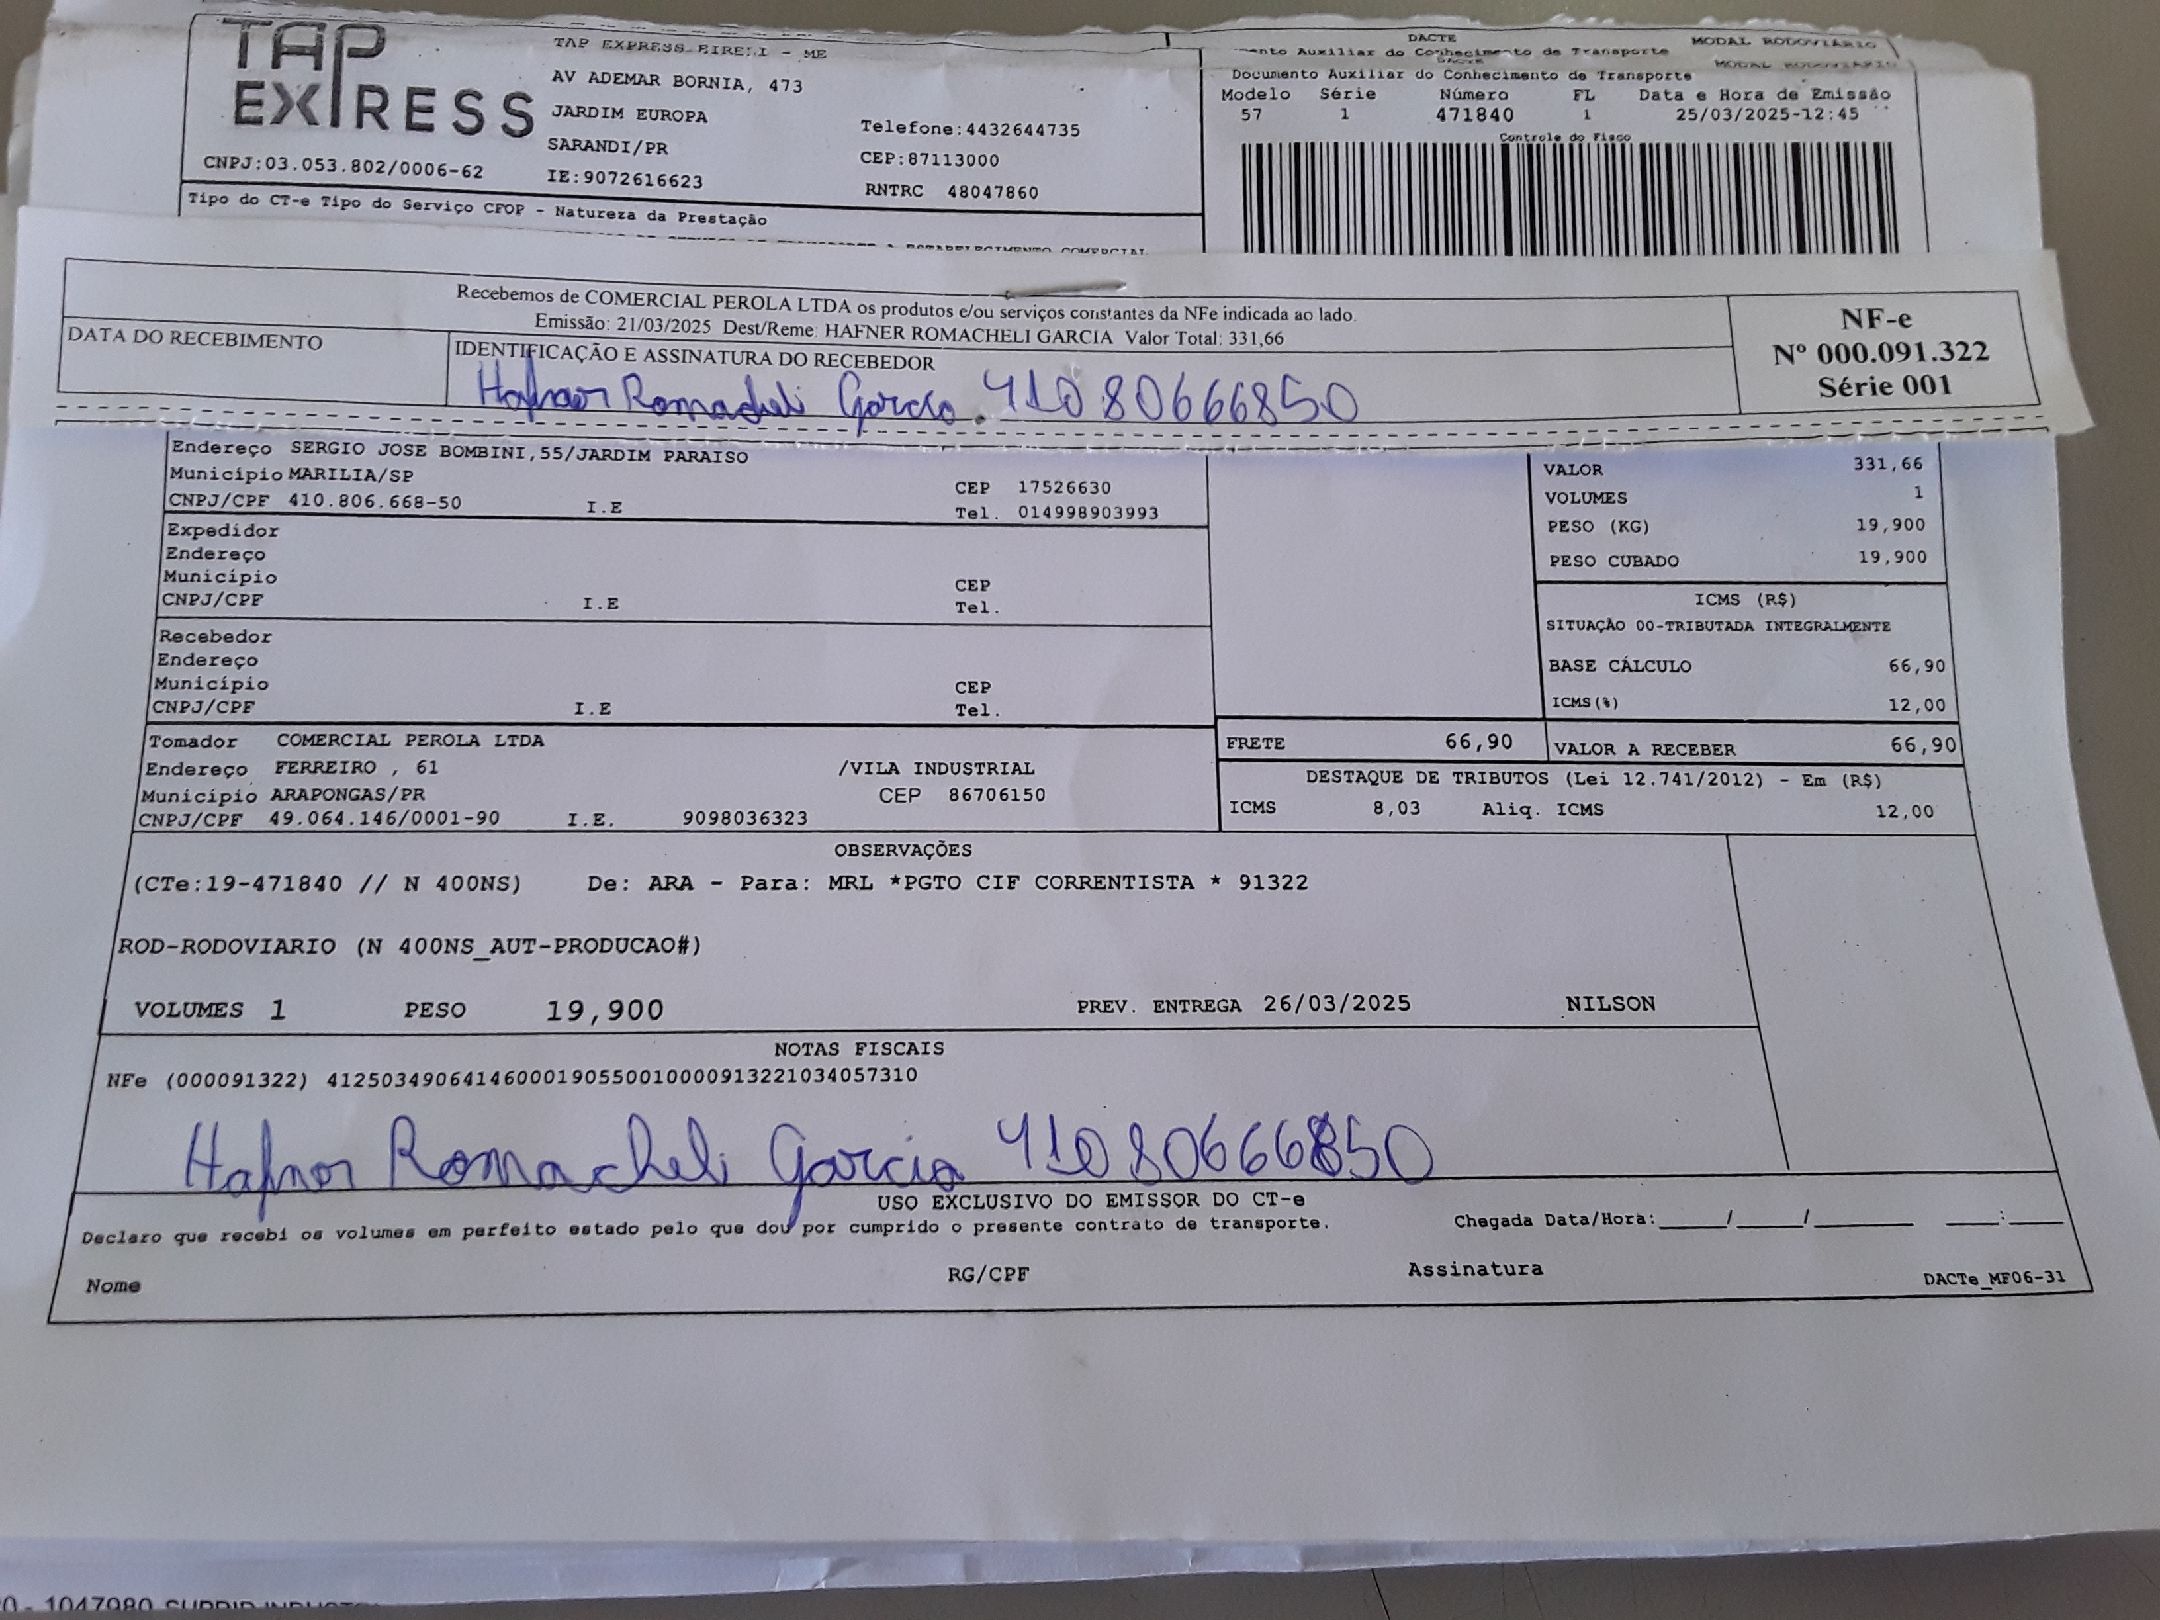 TAP EXPRESS
TAP EXPRESS EIRELI - ME
AV ADEMAR BORNIA, 473
JARDIM EUROPA
SARANDI/PR
CNPJ:03.053.802/0006-62
IE:9072616623
Telefone:4432644735
CEP:87113000
RNTRC 48047860
Tipo do CT-e Tipo do Serviço CFOP - Natureza da Prestação
DACTE MODAL RODOVIÁRIO
Auxiliar do Conhecimento de Transporte
Documento Auxiliar do Conhecimento de Transporte
Modelo Série Número FL Data e Hora de Emissão
57 1 471840 1 25/03/2025-12:45
Controle do Fisco
Recebemos de COMERCIAL PEROLA LTDA os produtos e/ou serviços constantes da NFe indicada ao lado.
Emissão: 21/03/2025 Dest/Reme: HAFNER ROMACHELI GARCIA Valor Total: 331,66
DATA DO RECEBIMENTO
IDENTIFICAÇÃO E ASSINATURA DO RECEBEDOR
Hafner Romacheli Garcia. 41080666850
NF-e
Nº 000.091.322
Série 001
Endereço SERGIO JOSE BOMBINI,55/JARDIM PARAISO
Município MARILIA/SP CEP 17526630
CNPJ/CPF 410.806.668-50 I.E Tel. 014998903993
Expedidor
Endereço
Município CEP
CNPJ/CPF I.E Tel.
Recebedor
Endereço
Município CEP
CNPJ/CPF I.E Tel.
Tomador COMERCIAL PEROLA LTDA
Endereço FERREIRO , 61 /VILA INDUSTRIAL
Município ARAPONGAS/PR CEP 86706150
CNPJ/CPF 49.064.146/0001-90 I.E. 9098036323
VALOR 331,66
VOLUMES 1
PESO (KG) 19,900
PESO CUBADO 19,900
ICMS (R$)
SITUAÇÃO 00-TRIBUTADA INTEGRALMENTE
BASE CÁLCULO 66,90
ICMS(%) 12,00
FRETE 66,90 VALOR A RECEBER 66,90
DESTAQUE DE TRIBUTOS (Lei 12.741/2012) - Em (R$)
ICMS 8,03 Aliq. ICMS 12,00
OBSERVAÇÕES
(CTe:19-471840 // N 400NS) De: ARA - Para: MRL *PGTO CIF CORRENTISTA * 91322
ROD-RODOVIARIO (N 400NS_AUT-PRODUCAO#)
VOLUMES 1 PESO 19,900 PREV. ENTREGA 26/03/2025 NILSON
NOTAS FISCAIS
NFe (000091322) 41250349064146000190550010000913221034057310
Hafner Romacheli Garcia 41080666850
USO EXCLUSIVO DO EMISSOR DO CT-e
Declaro que recebi os volumes em perfeito estado pelo que dou por cumprido o presente contrato de transporte. Chegada Data/Hora:____/____/______ ___:___
Nome RG/CPF Assinatura
DACTe_MF06-31